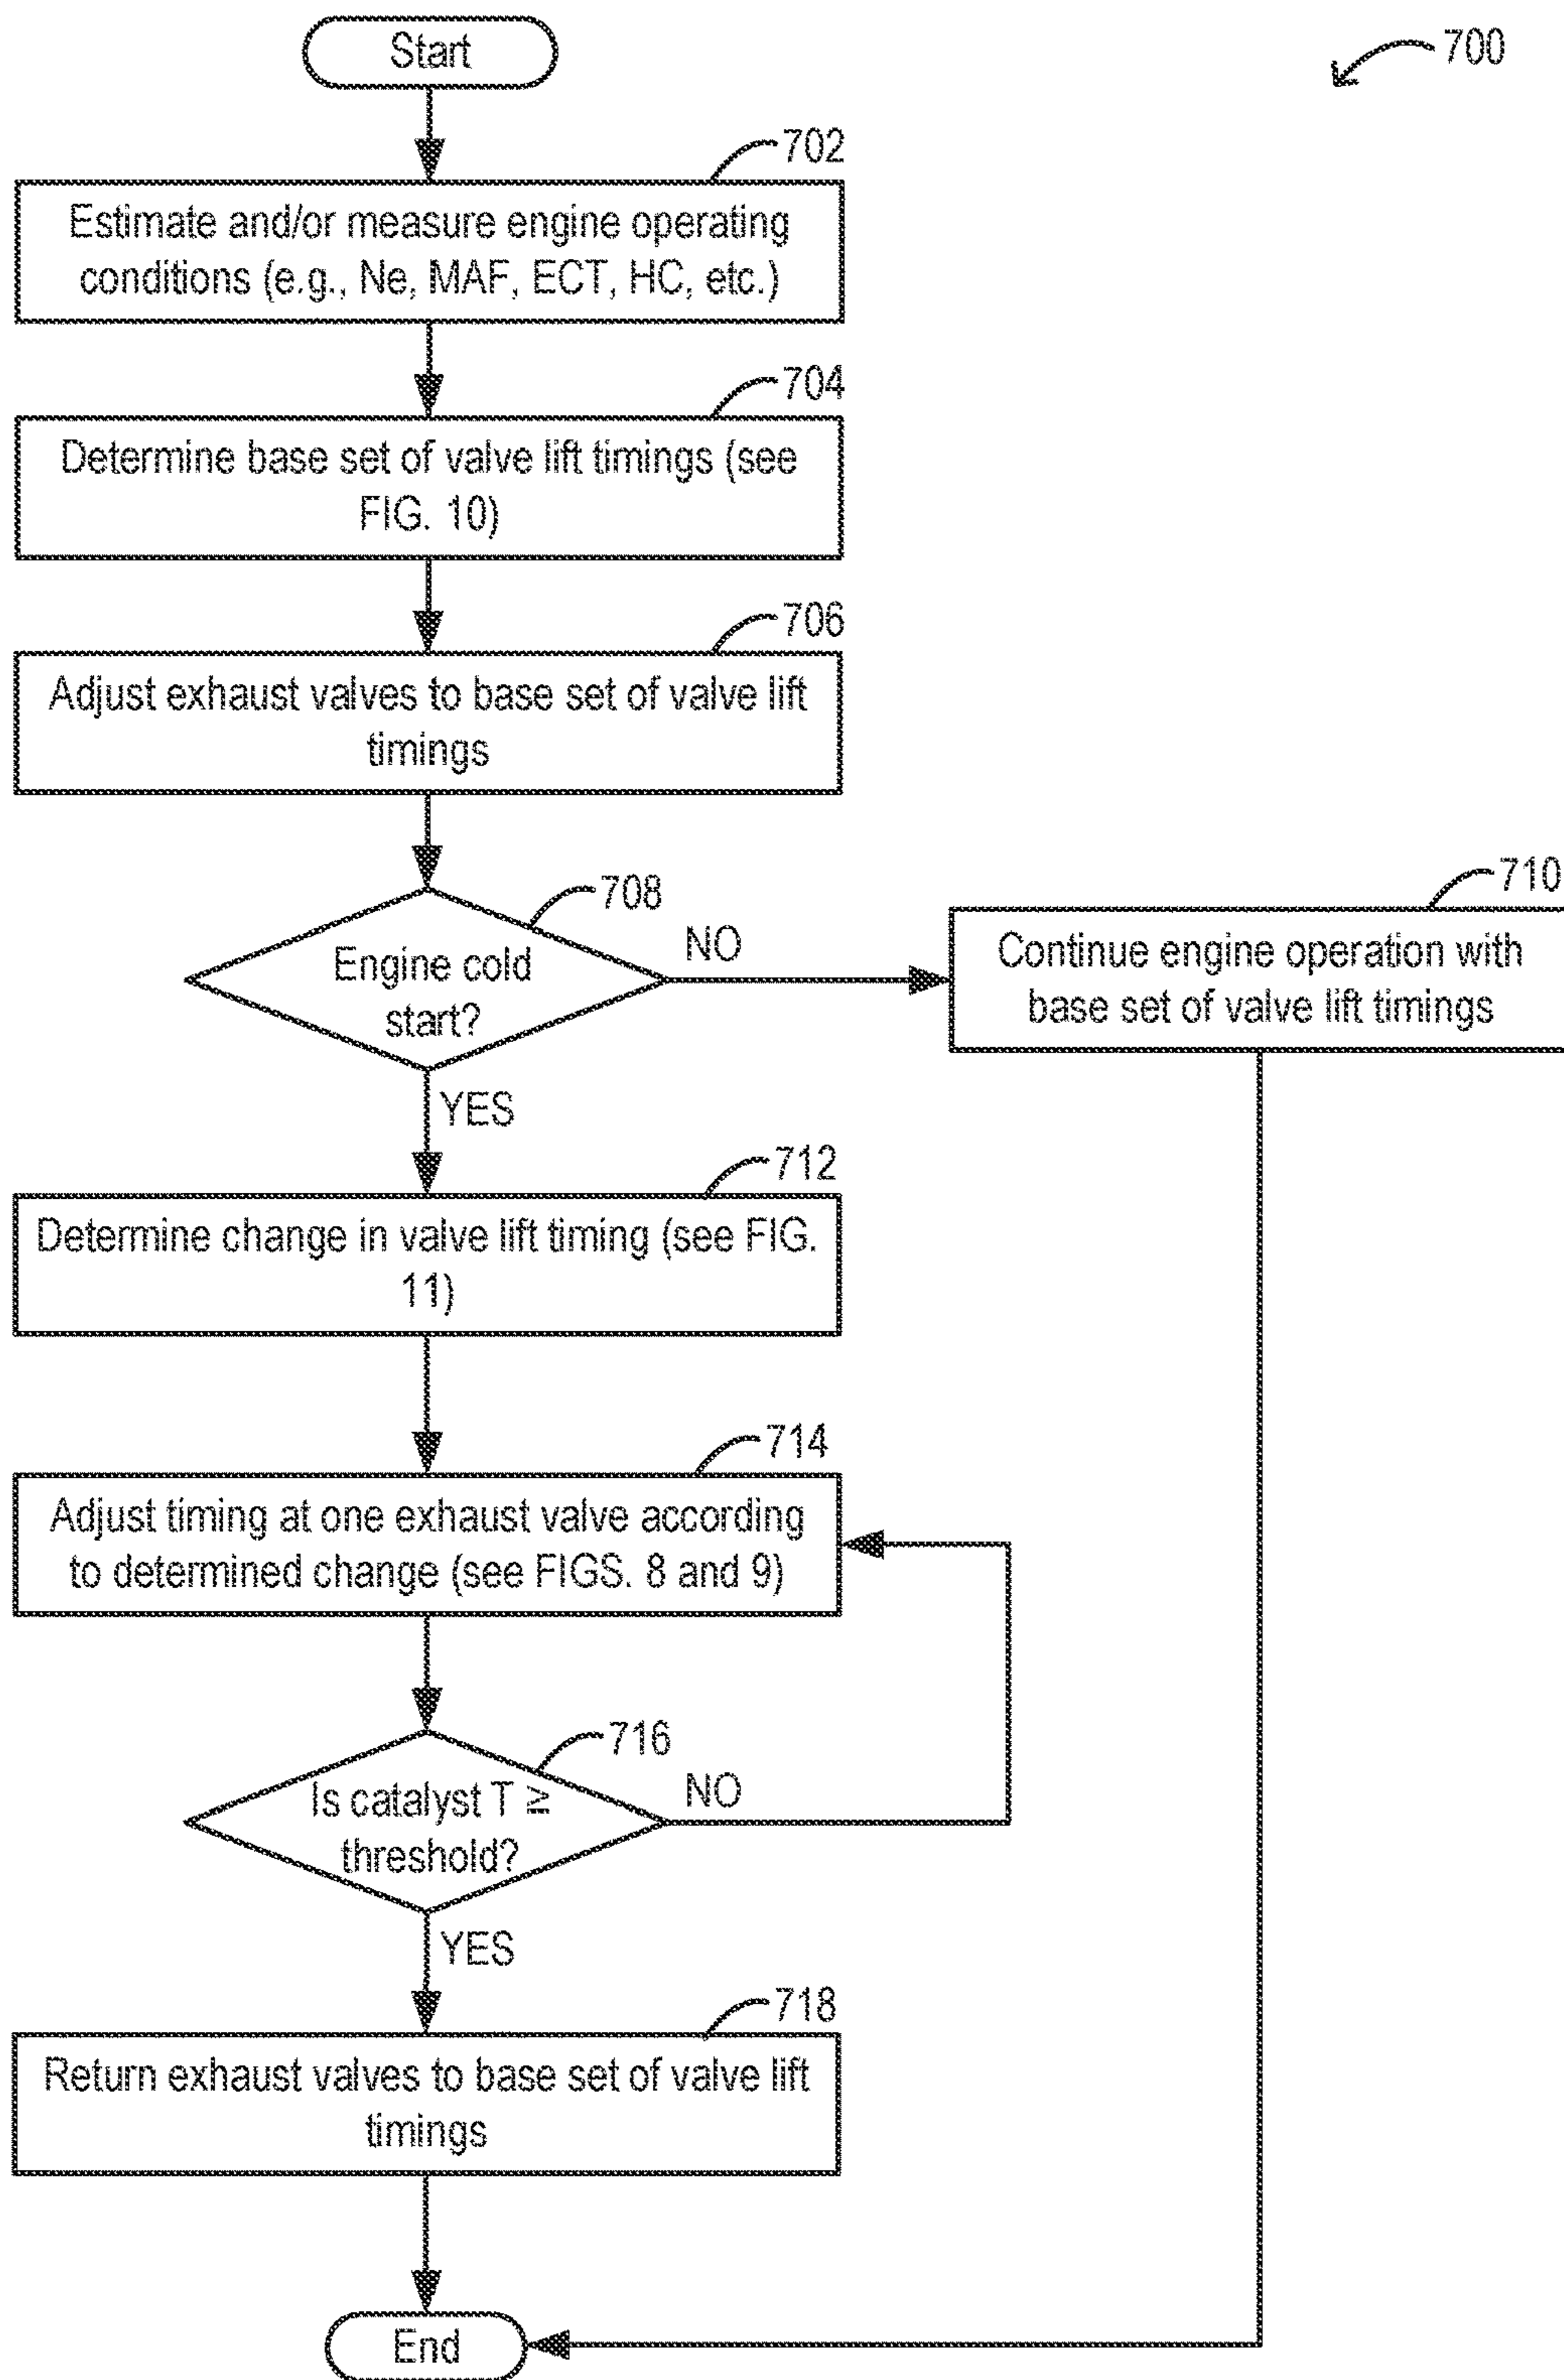 Start
700
702
Estimate and/or measure engine operating
conditions (e.g., Ne, MAF, ECT, HC, etc.)
704
Determine base set of valve lift timings (see
FIG. 10)
706
Adjust exhaust valves to base set of valve lift
timings
708
Engine cold
start?
NO
710
Continue engine operation with
base set of valve lift timings
YES
712
Determine change in valve lift timing (see FIG.
11)
714
Adjust timing at one exhaust valve according
to determined change (see FIGS. 8 and 9)
716
Is catalyst T ≥
threshold?
NO
YES
718
Return exhaust valves to base set of valve lift
timings
End